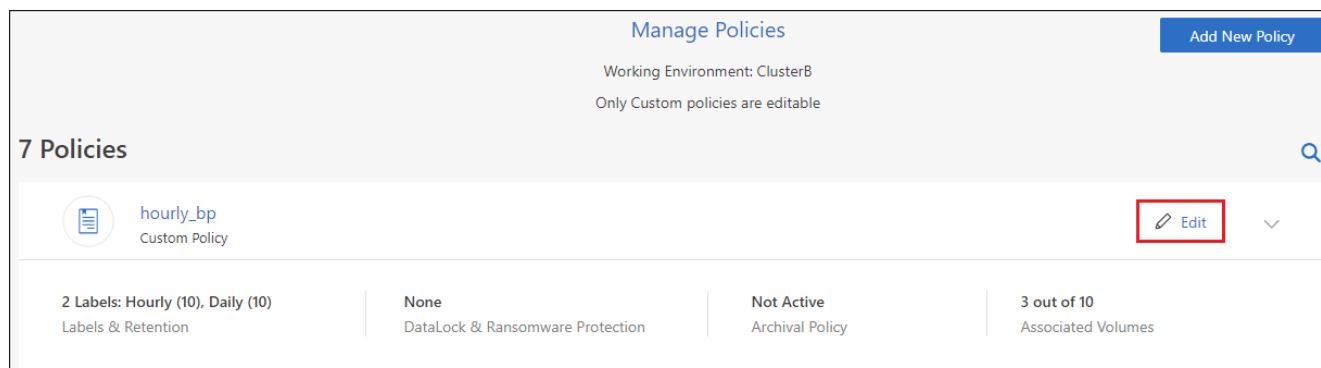 Manage Policies
Add New Policy
Working Environment: ClusterB
Only Custom policies are editable
7 Policies
hourly_bp
Custom Policy
Edit
2 Labels: Hourly (10), Daily (10)
Labels & Retention
None
DataLock & Ransomware Protection
Not Active
Archival Policy
3 out of 10
Associated Volumes